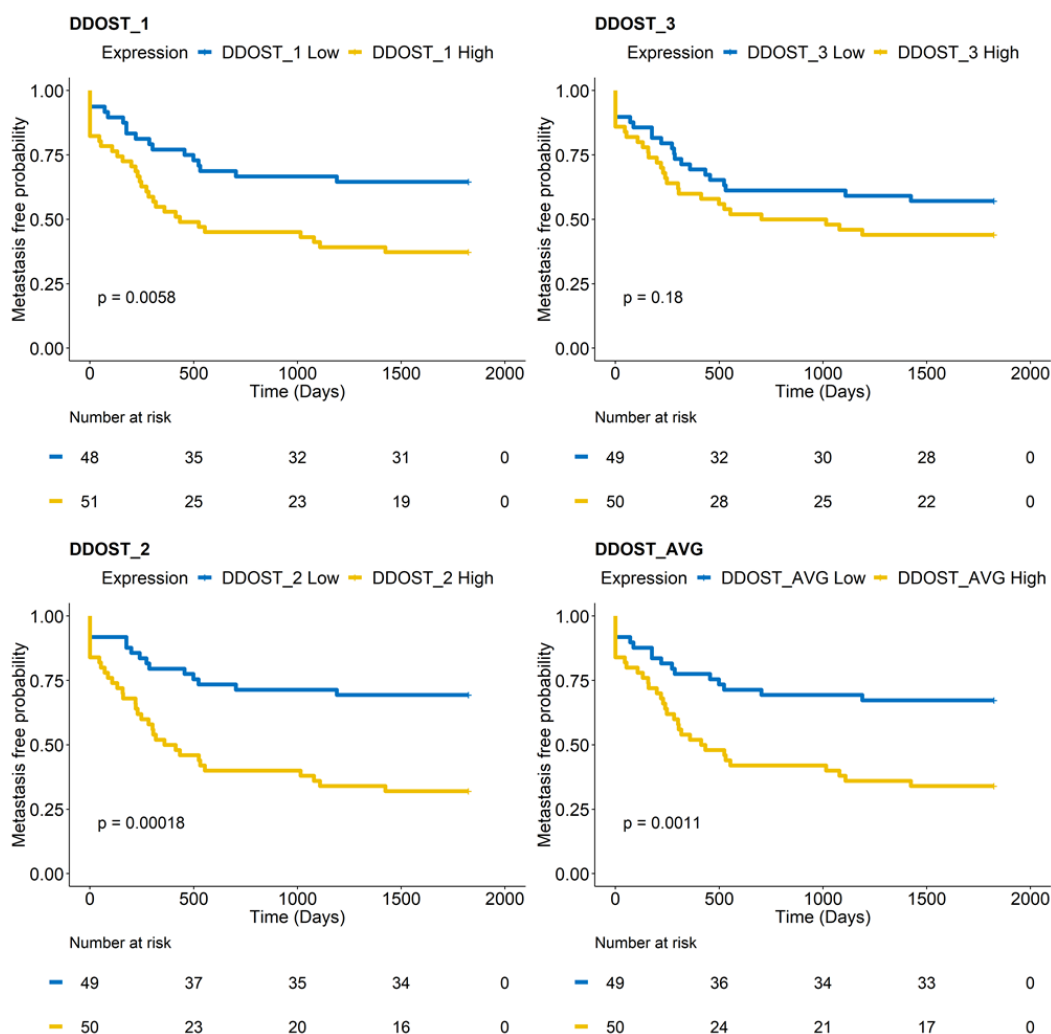 DDOST_1
Expression DDOST_1 Low DDOST_1 High
Metastasis free probability
1.00
0.75
0.50
0.25
0.00
p = 0.0058
0 500 1000 1500 2000
Time (Days)
Number at risk
48 35 32 31 0
51 25 23 19 0
DDOST_3
Expression DDOST_3 Low DDOST_3 High
Metastasis free probability
1.00
0.75
0.50
0.25
0.00
p = 0.18
0 500 1000 1500 2000
Time (Days)
Number at risk
49 32 30 28 0
50 28 25 22 0
DDOST_2
Expression DDOST_2 Low DDOST_2 High
Metastasis free probability
1.00
0.75
0.50
0.25
0.00
p = 0.00018
0 500 1000 1500 2000
Time (Days)
Number at risk
49 37 35 34 0
50 23 20 16 0
DDOST_AVG
Expression DDOST_AVG Low DDOST_AVG High
Metastasis free probability
1.00
0.75
0.50
0.25
0.00
p = 0.0011
0 500 1000 1500 2000
Time (Days)
Number at risk
49 36 34 33 0
50 24 21 17 0